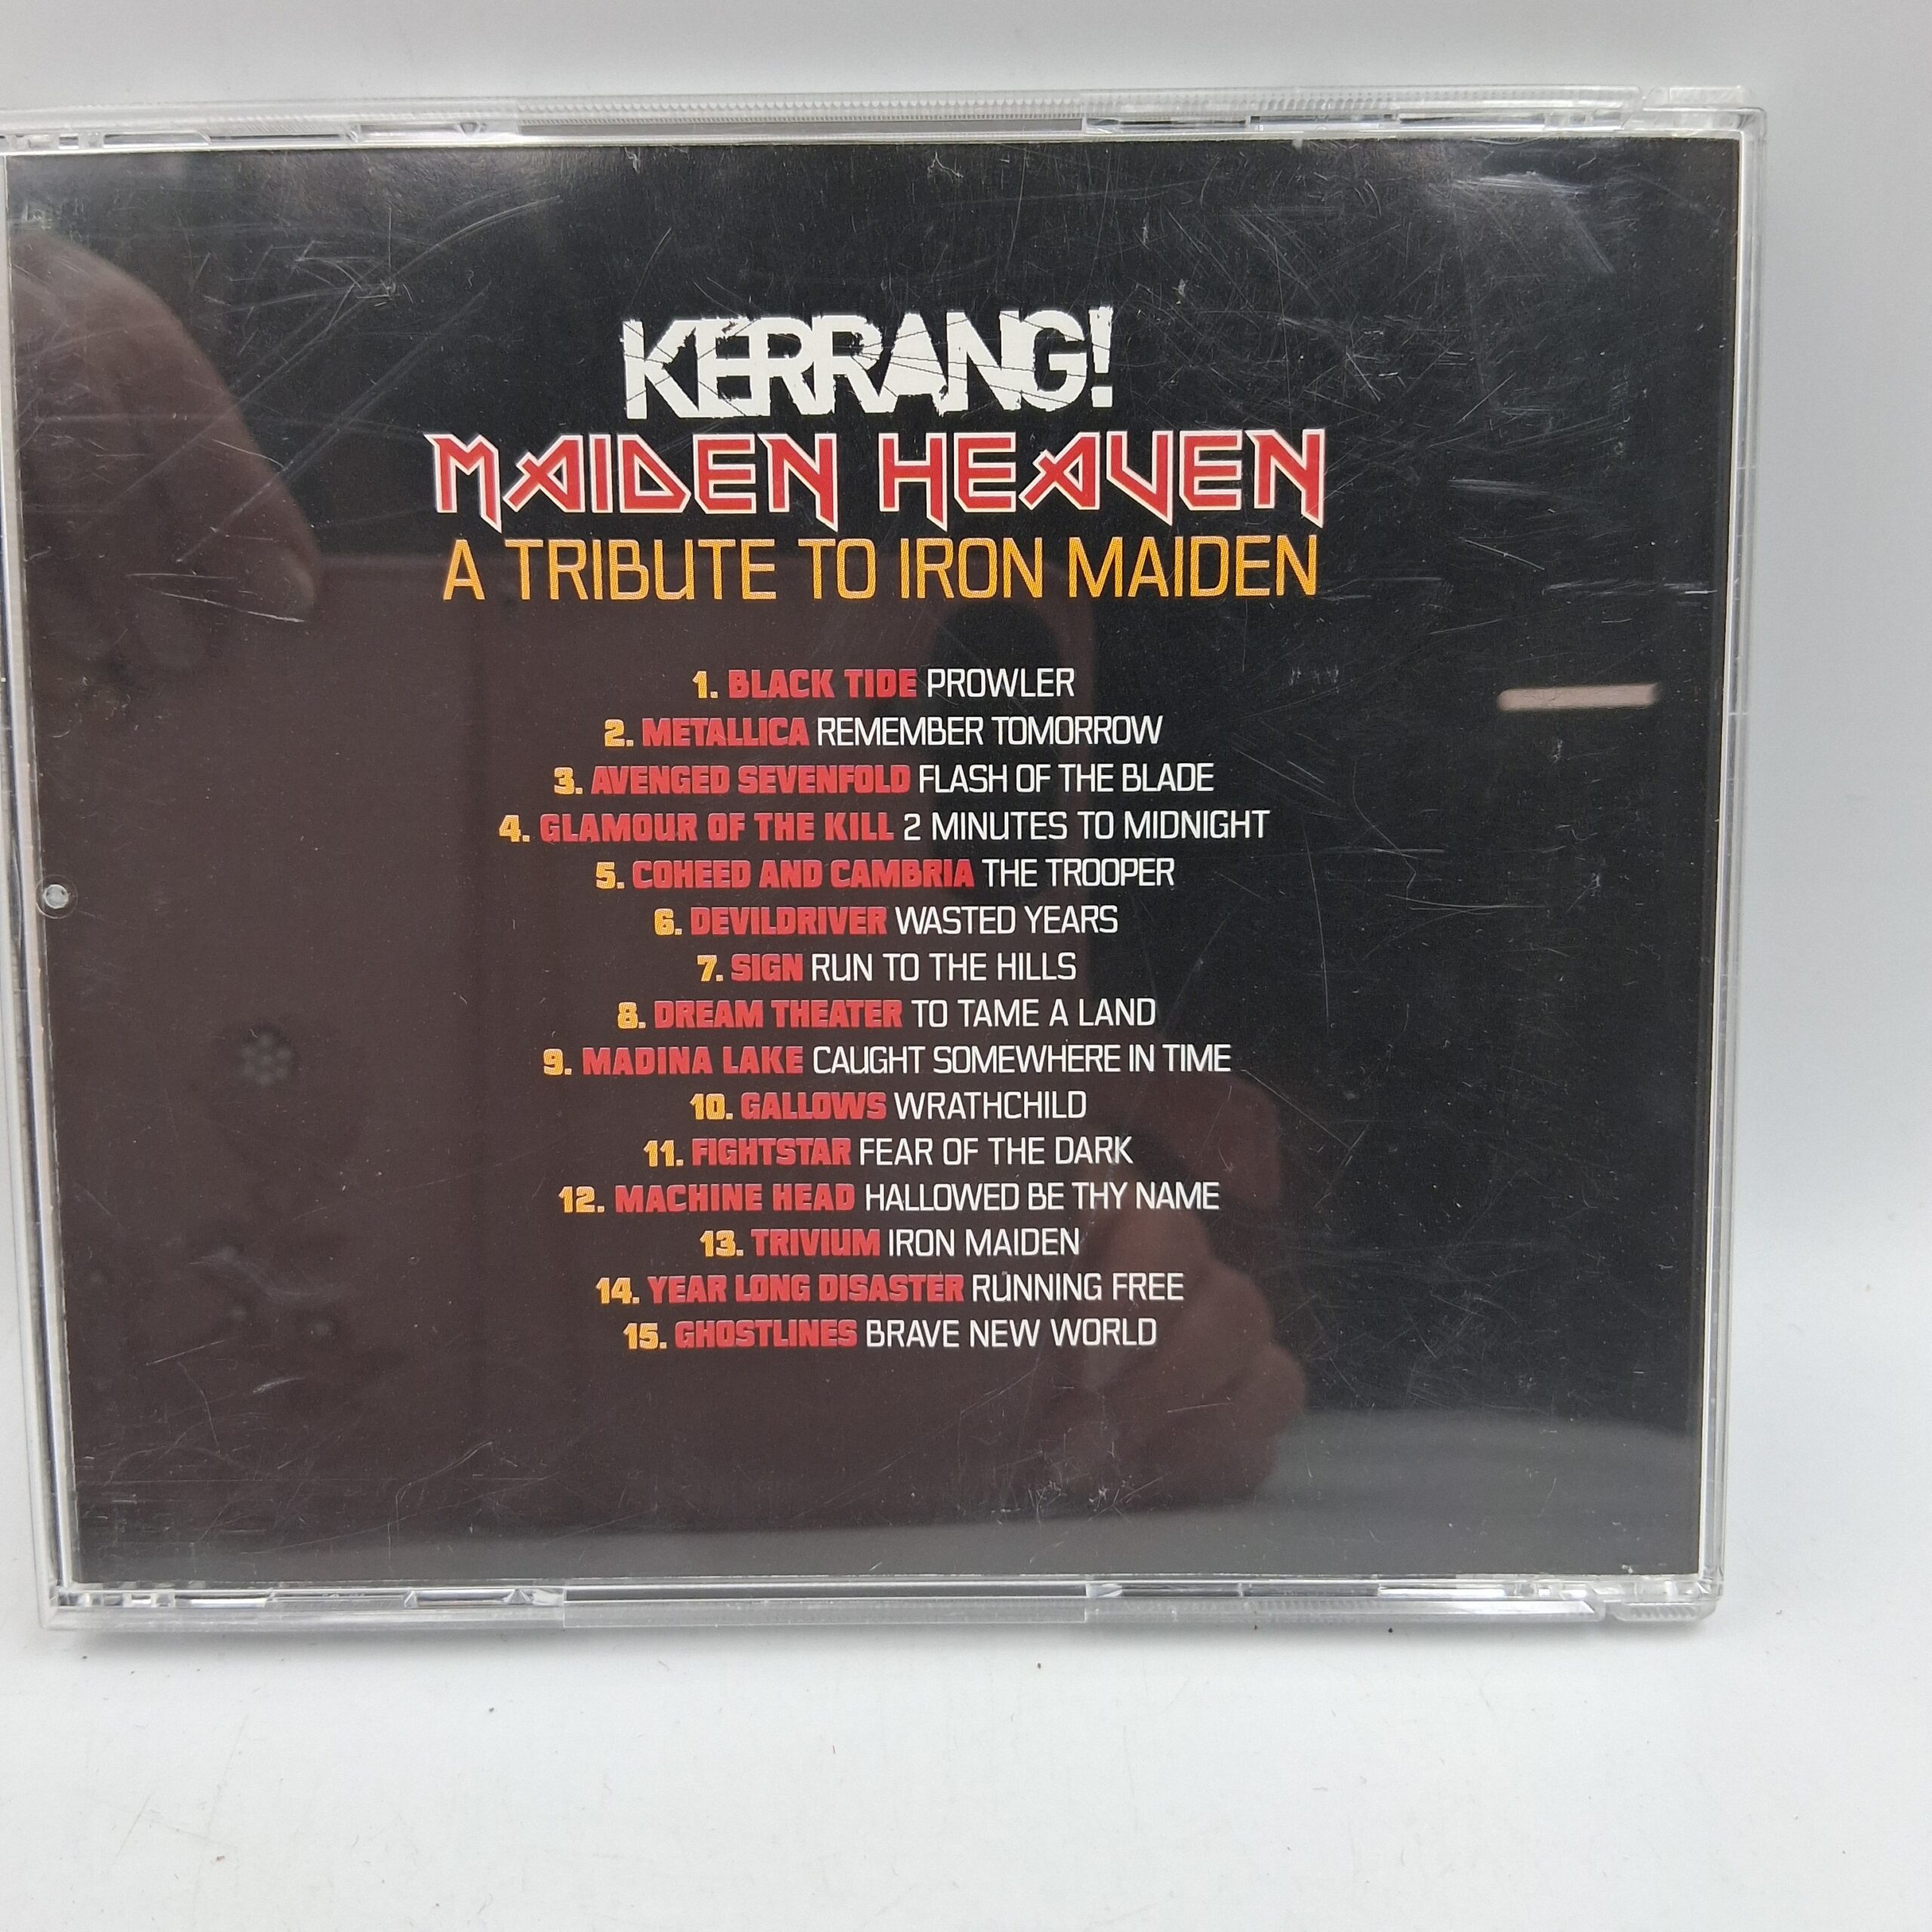 KERRANG!
MAIDEN HEAVEN
A TRIBUTE TO IRON MAIDEN
1. BLACK TIDE PROWLER
2. METALLICA REMEMBER TOMORROW
3. AVENGED SEVENFOLD FLASH OF THE BLADE
4. GLAMOUR OF THE KILL 2 MINUTES TO MIDNIGHT
5. COHEED AND CAMBRIA THE TROOPER
6. DEVILDRIVER WASTED YEARS
7. SIGN RUN TO THE HILLS
8. DREAM THEATER TO TAME A LAND
9. MADINA LAKE CAUGHT SOMEWHERE IN TIME
10. GALLOWS WRATHCHILD
11. FIGHTSTAR FEAR OF THE DARK
12. MACHINE HEAD HALLOWED BE THY NAME
13. TRIVIUM IRON MAIDEN
14. YEAR LONG DISASTER RUNNING FREE
15. GHOSTLINES BRAVE NEW WORLD